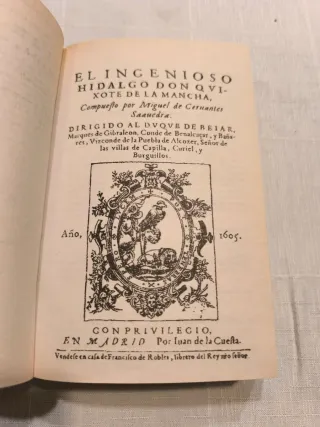 EL INGENIOSO
HIDALGO DON QVI-
XOTE DE LA MANCHA,
Compuesto por Miguel de Ceruantes
Saauedra.
DIRIGIDO AL DVQVE DE BEIAR,
Marques de Gibraleon, Conde de Benalcaçar, y Baña-
res, Vizconde de la Puebla de Alcozer, Señor de
las villas de Capilla, Curiel, y
Burguillos.
Año, 1605.
CON PRIVILEGIO,
EN MADRID Por Iuan de la Cuesta.
Vendese en casa de Francisco de Robles, librero del Rey nro señor